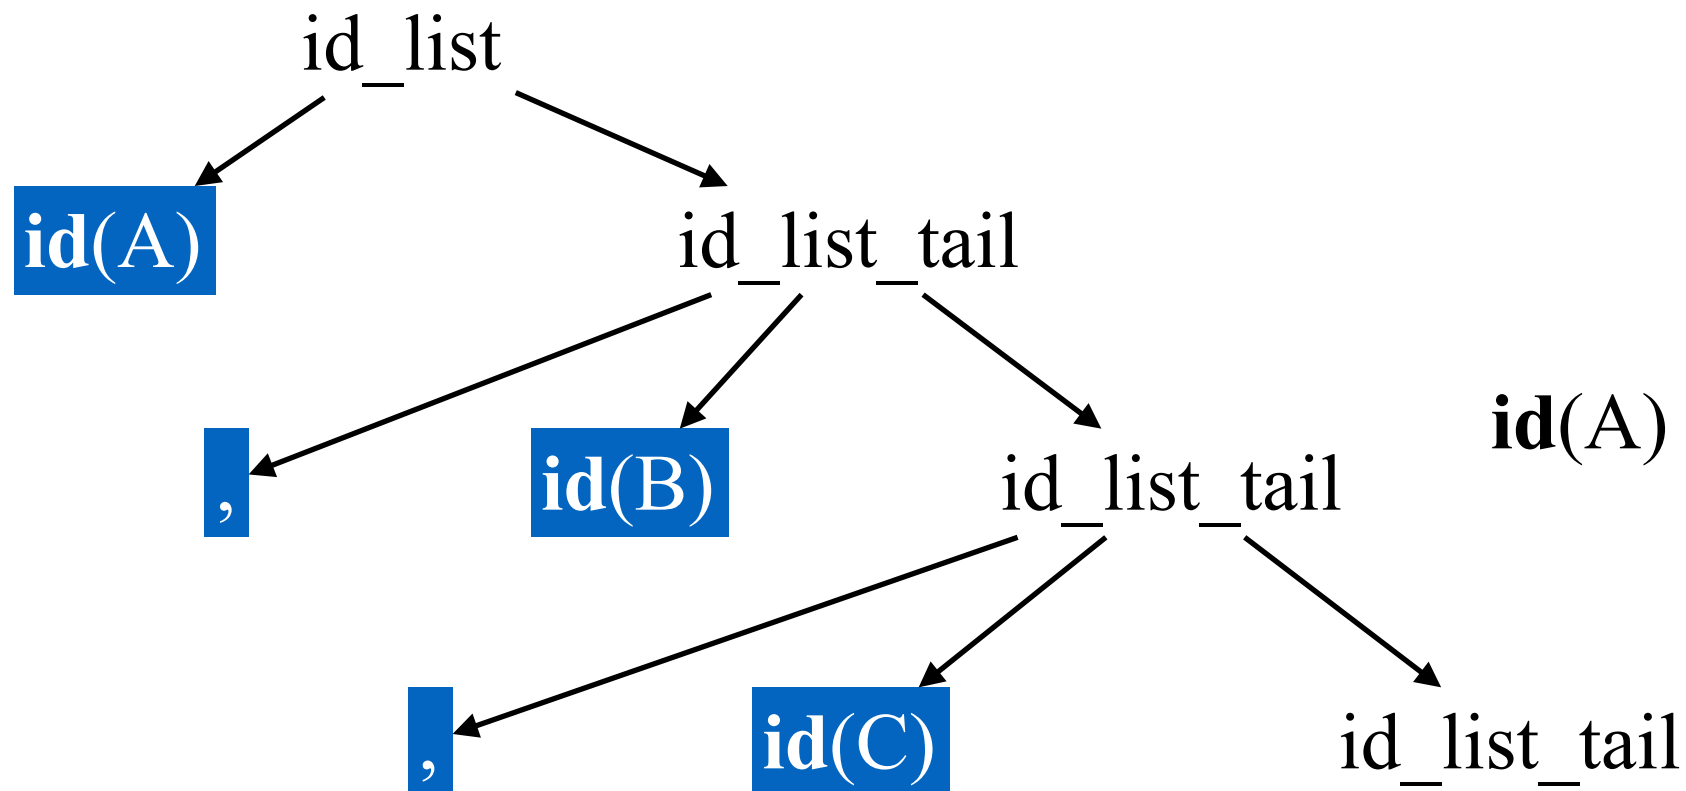 id_list
id(A)
id_list_tail
id(A)
,
id(B)
id_list_tail
,
id(C)
id_list_tail